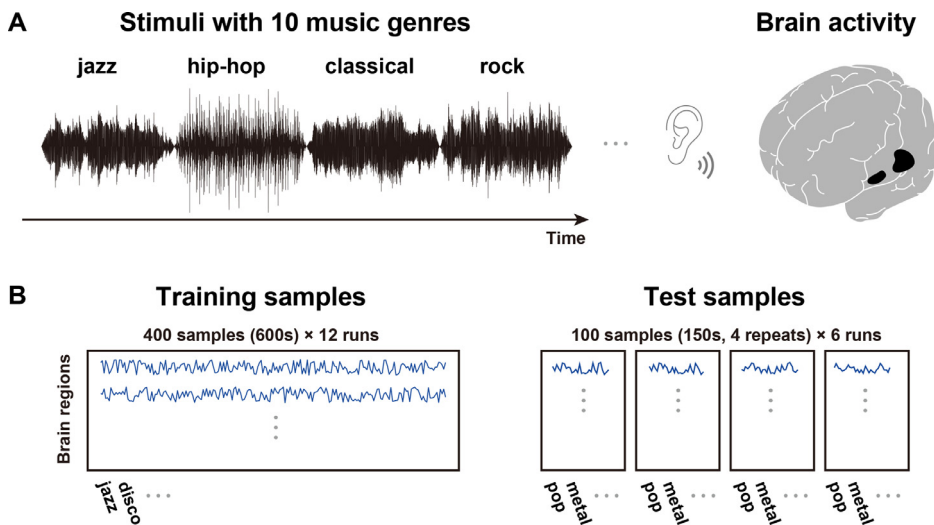 A
Stimuli with 10 music genres
Brain activity
jazz
hip-hop
classical
rock
Time
B
Training samples
Test samples
400 samples (600s) × 12 runs
100 samples (150s, 4 repeats) × 6 runs
Brain regions
jazz
disco
pop
metal
pop
metal
pop
metal
pop
metal